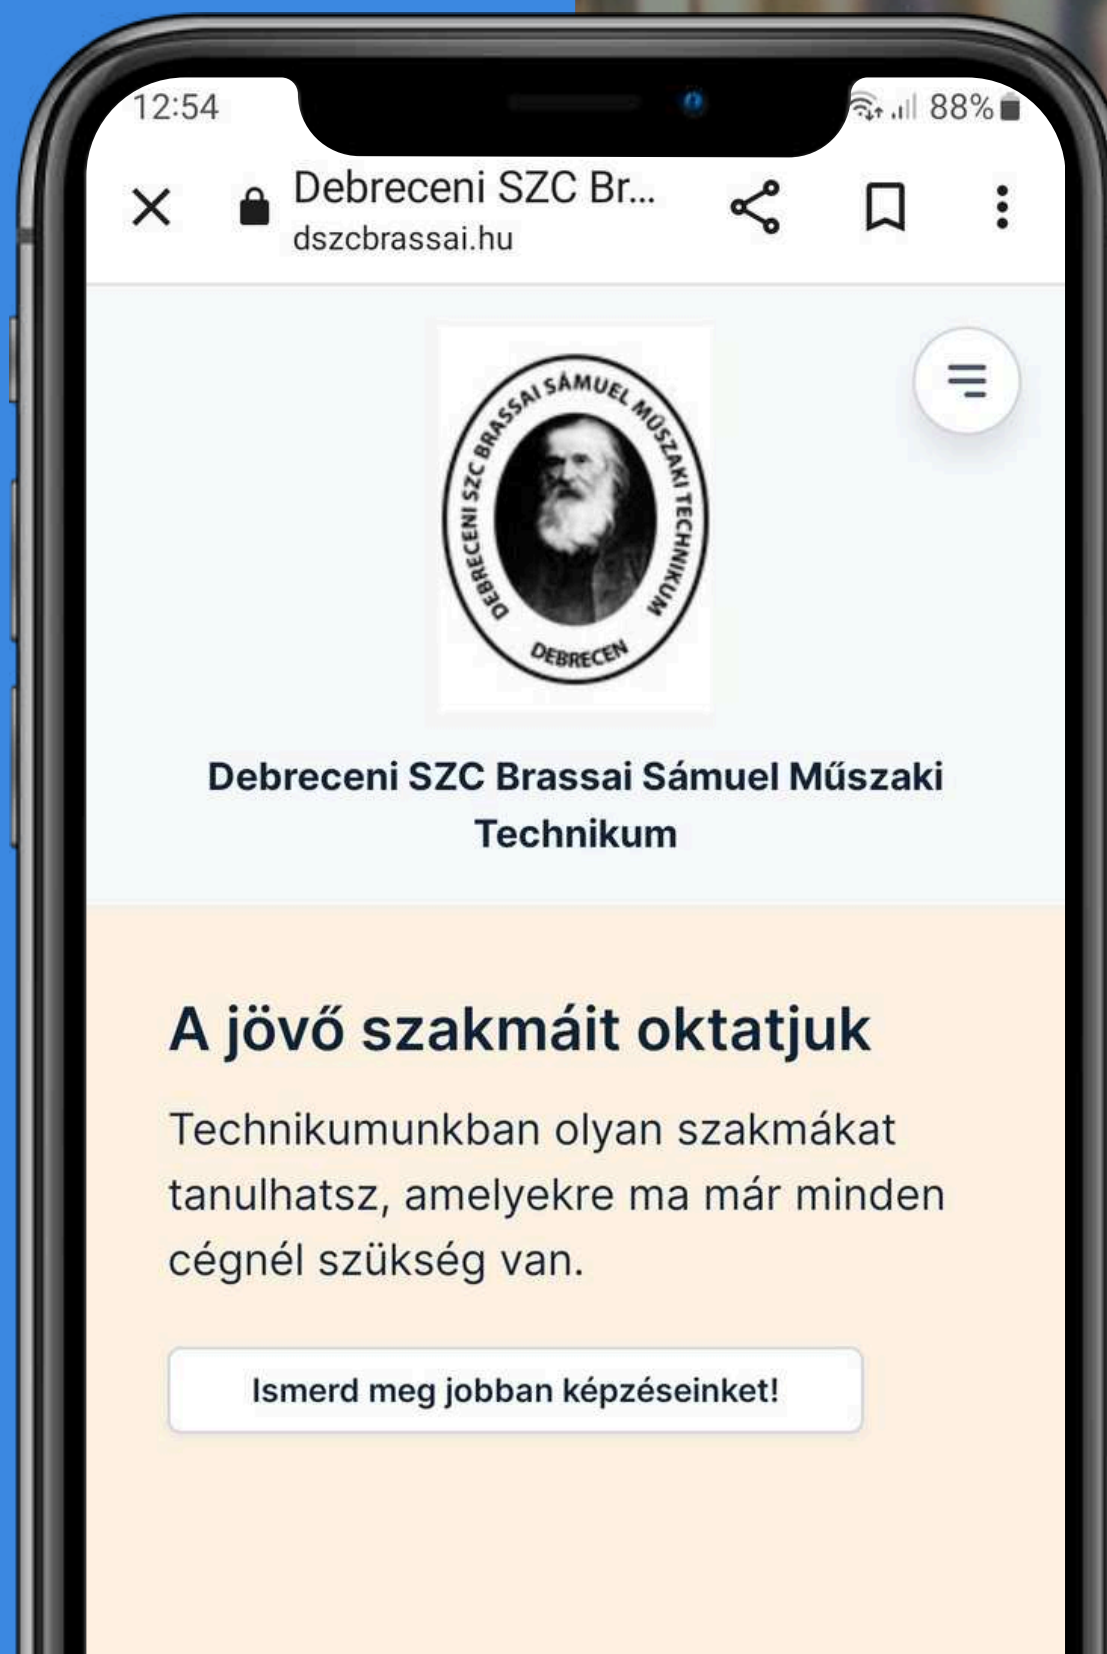 12:54
88%
Debreceni SZC Br...
dszcbrassai.hu
DEBRECENI SZC BRASSAI SÁMUEL MŰSZAKI TECHNIKUM
DEBRECEN
Debreceni SZC Brassai Sámuel Műszaki
Technikum
A jövő szakmáit oktatjuk
Technikumunkban olyan szakmákat
tanulhatsz, amelyekre ma már minden
cégnél szükség van.
Ismerd meg jobban képzéseinket!